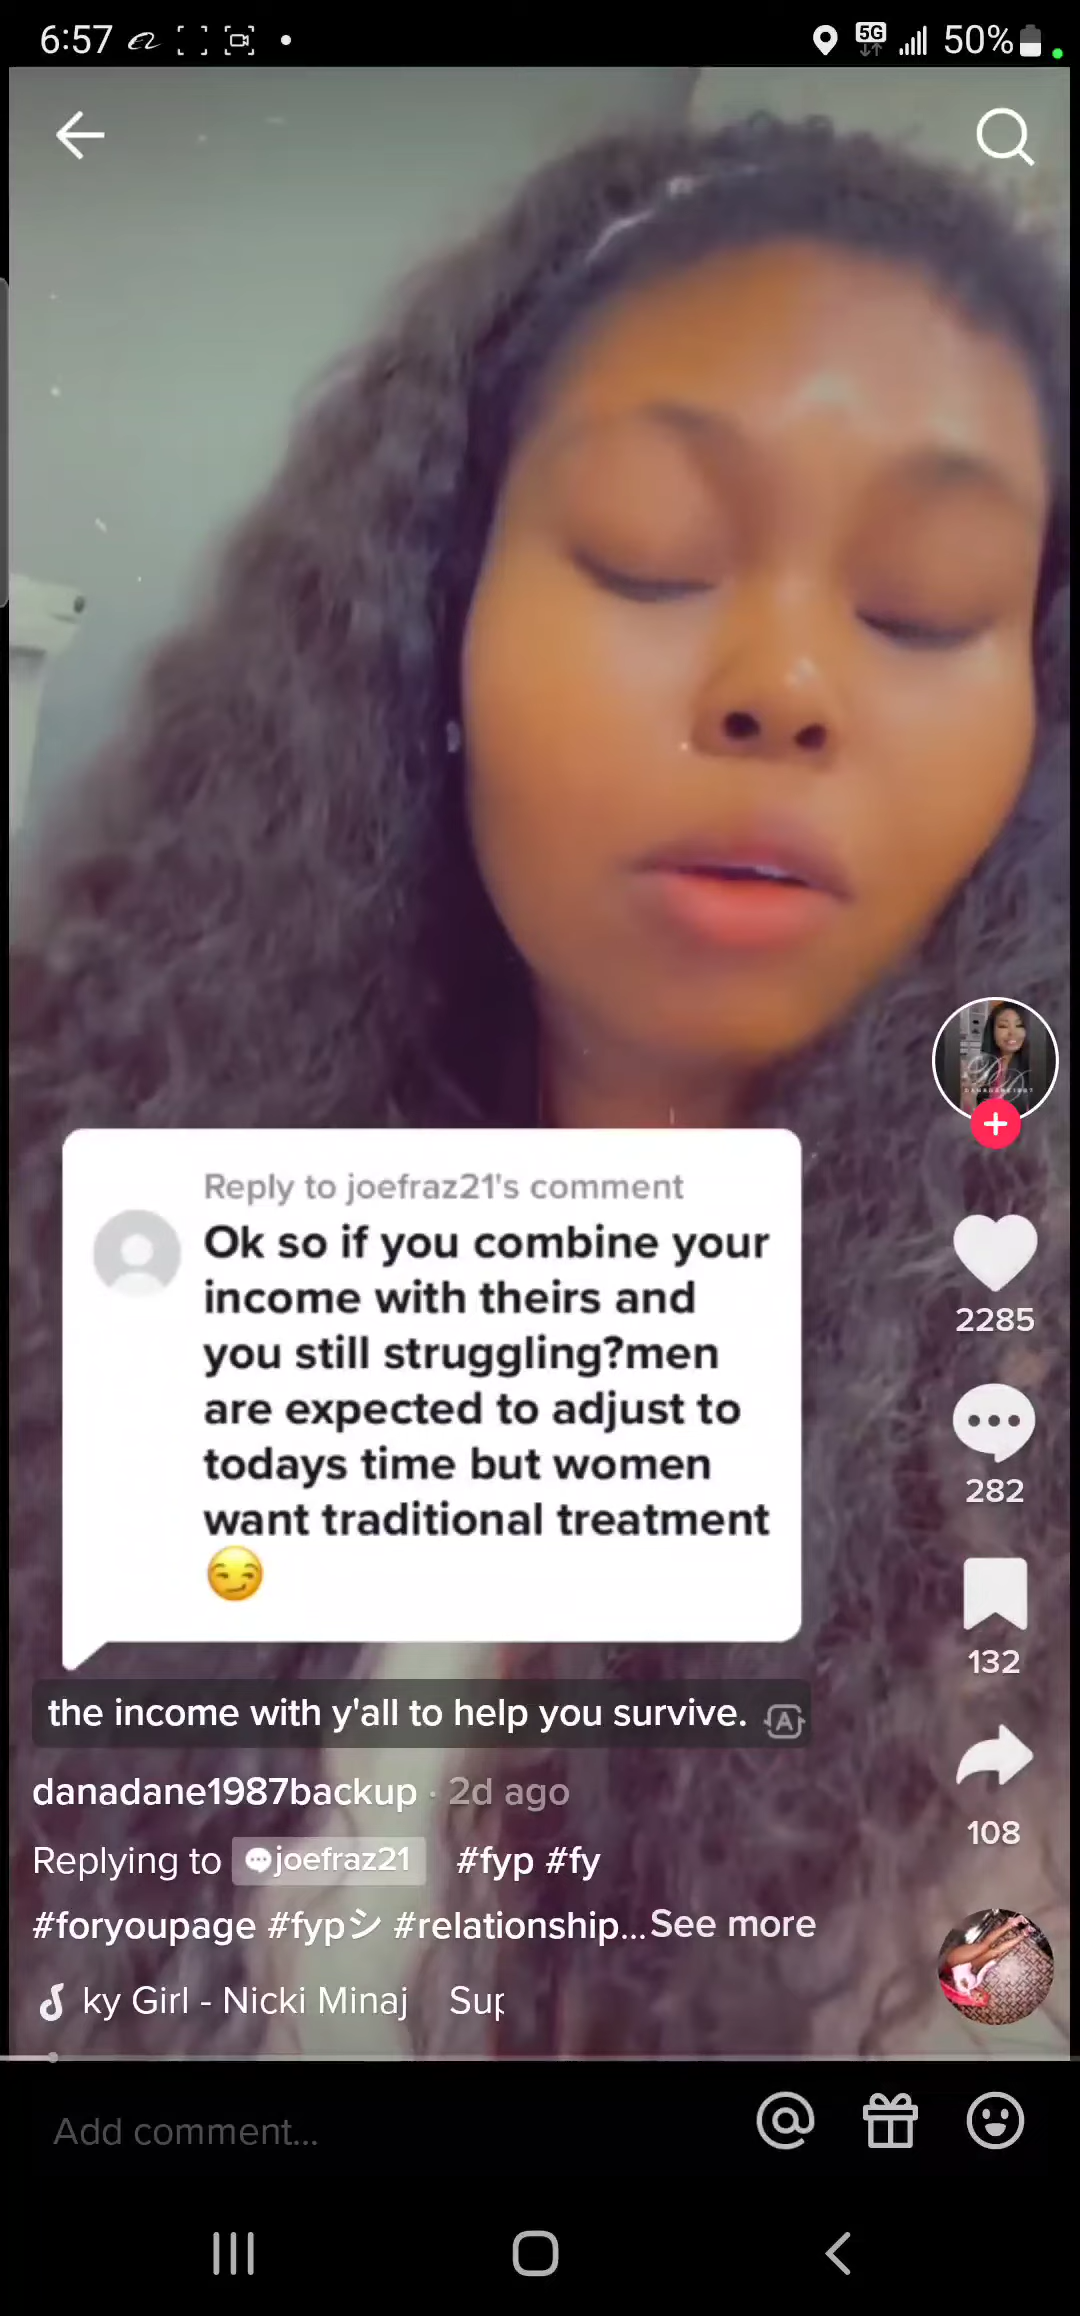 6:57
5G
50%
Reply to joefraz21's comment
Ok so if you combine your
income with theirs and
you still struggling?men
are expected to adjust to
todays time but women
want traditional treatment
😏
2285
282
132
108
the income with y'all to help you survive.
A
danadane1987backup · 2d ago
Replying to joefraz21 #fyp #fy
#foryoupage #fypシ #relationship...See more
ky Girl - Nicki Minaj
Add comment...
@